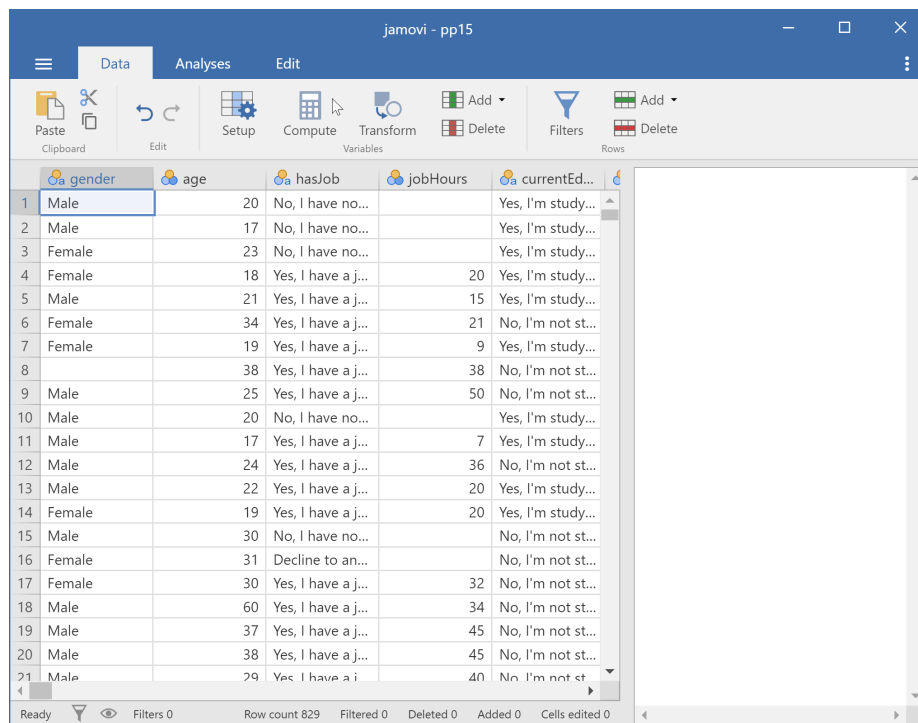 jamovi - pp15
Data Analyses Edit
Paste Setup Compute Transform Add Delete Filters Add Delete
Clipboard Edit Variables Rows
gender age hasJob jobHours currentEd...
1 Male 20 No, I have no... Yes, I'm study...
2 Male 17 No, I have no... Yes, I'm study...
3 Female 23 No, I have no... Yes, I'm study...
4 Female 18 Yes, I have a j... 20 Yes, I'm study...
5 Male 21 Yes, I have a j... 15 Yes, I'm study...
6 Female 34 Yes, I have a j... 21 No, I'm not st...
7 Female 19 Yes, I have a j... 9 Yes, I'm study...
8 38 Yes, I have a j... 38 No, I'm not st...
9 Male 25 Yes, I have a j... 50 No, I'm not st...
10 Male 20 No, I have no... Yes, I'm study...
11 Male 17 Yes, I have a j... 7 Yes, I'm study...
12 Male 24 Yes, I have a j... 36 No, I'm not st...
13 Male 22 Yes, I have a j... 20 Yes, I'm study...
14 Female 19 Yes, I have a j... 20 Yes, I'm study...
15 Male 30 No, I have no... No, I'm not st...
16 Female 31 Decline to an... No, I'm not st...
17 Female 30 Yes, I have a j... 32 No, I'm not st...
18 Male 60 Yes, I have a j... 34 No, I'm not st...
19 Male 37 Yes, I have a j... 45 No, I'm not st...
20 Male 38 Yes, I have a j... 45 No, I'm not st...
21 Male 29 Yes, I have a j... 40 No, I'm not st...
Ready Filters 0 Row count 829 Filtered 0 Deleted 0 Added 0 Cells edited 0